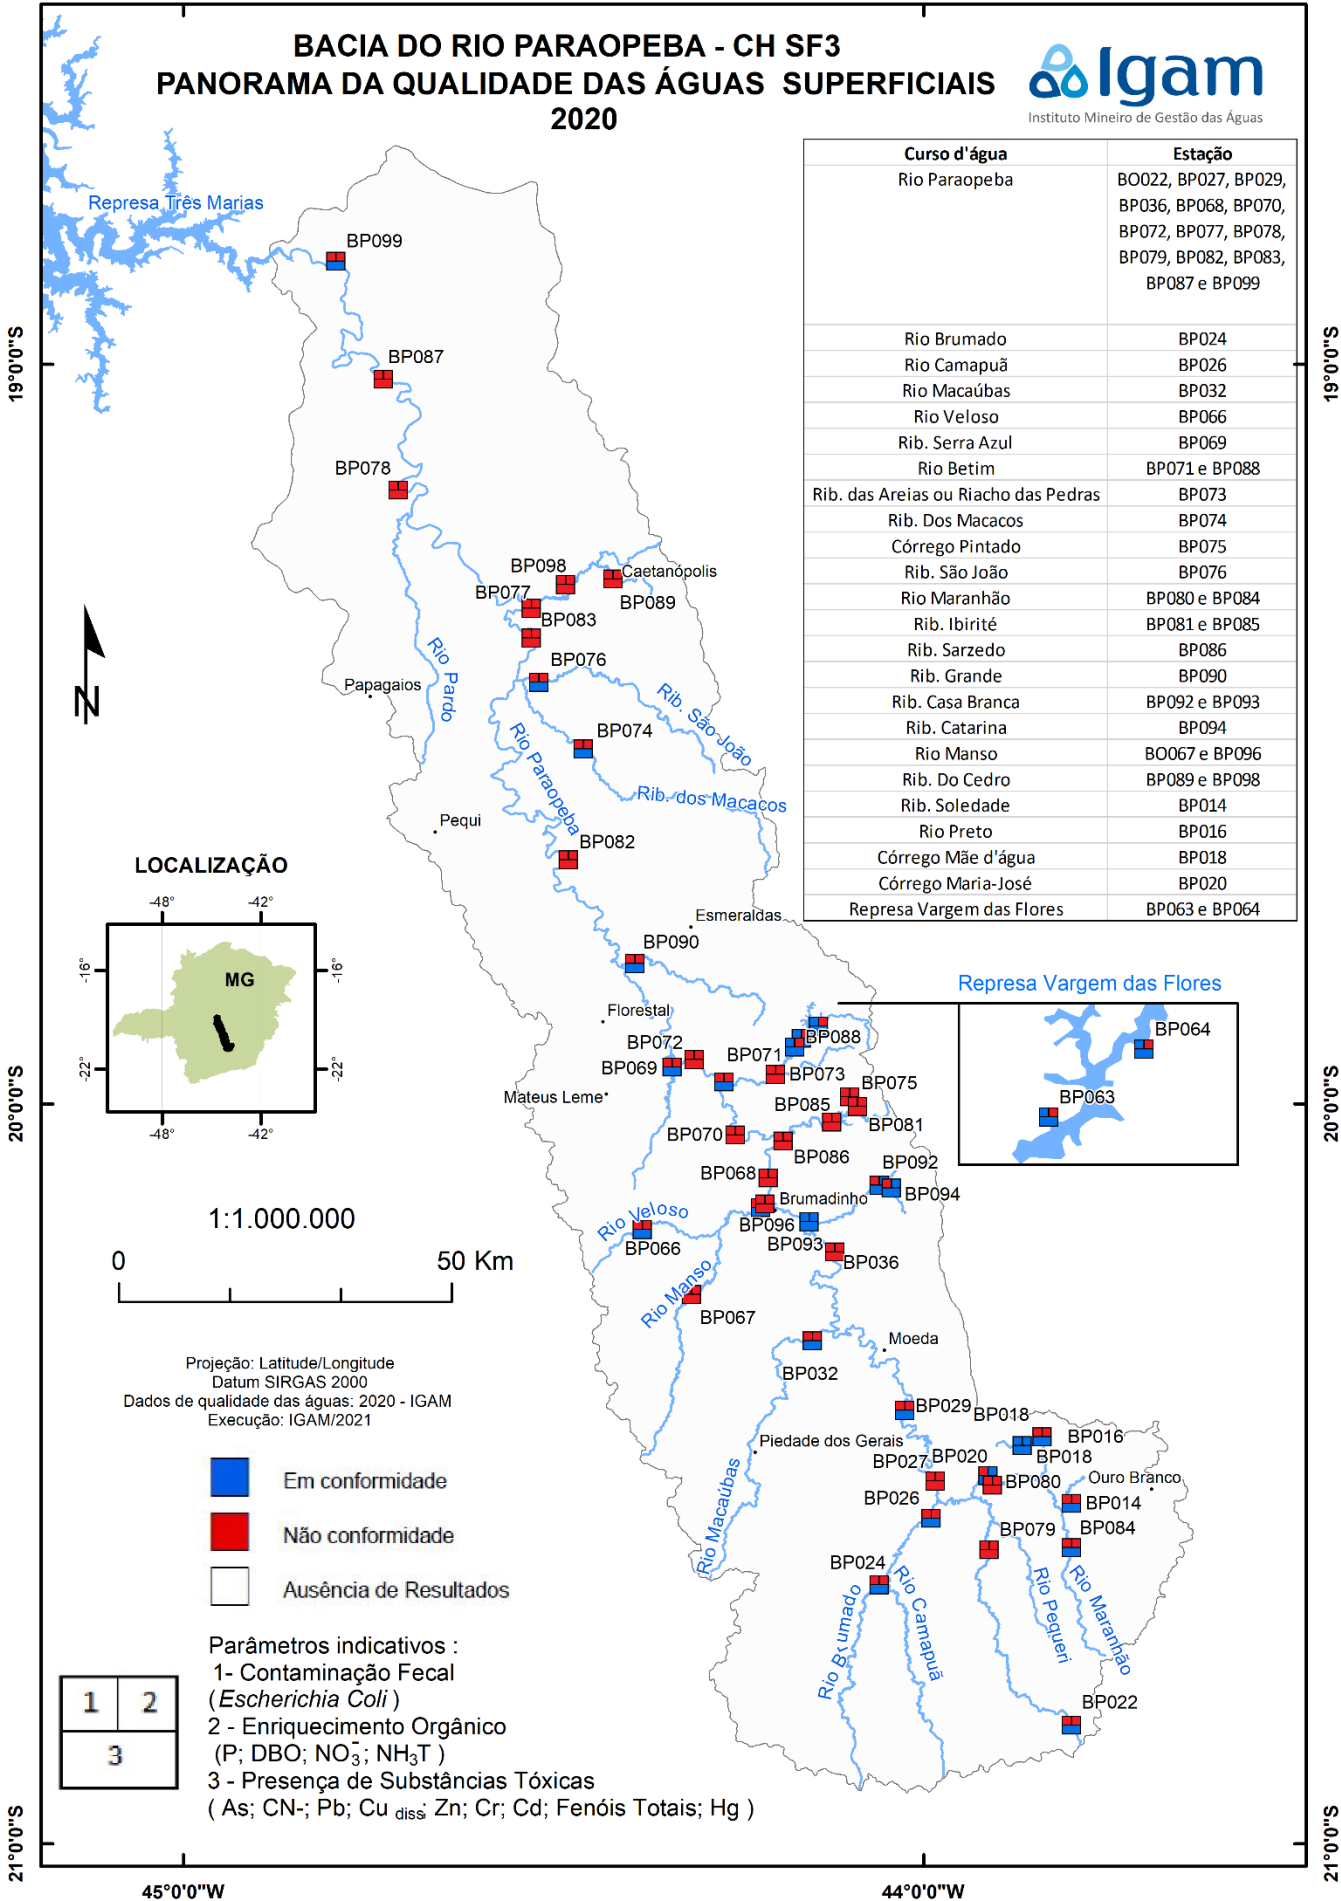 BACIA DO RIO PARAOPEBA - CH SF3
PANORAMA DA QUALIDADE DAS ÁGUAS SUPERFICIAIS
2020
Igam
Instituto Mineiro de Gestão das Águas
Curso d'água Estação
Rio Paraopeba BO022, BP027, BP029,
BP036, BP068, BP070,
BP072, BP077, BP078,
BP079, BP082, BP083,
BP087 e BP099
Rio Brumado BP024
Rio Camapuã BP026
Rio Macaúbas BP032
Rio Veloso BP066
Rib. Serra Azul BP069
Rio Betim BP071 e BP088
Rib. das Areias ou Riacho das Pedras BP073
Rib. Dos Macacos BP074
Córrego Pintado BP075
Rib. São João BP076
Rio Maranhão BP080 e BP084
Rib. Ibirité BP081 e BP085
Rib. Sarzedo BP086
Rib. Grande BP090
Rib. Casa Branca BP092 e BP093
Rib. Catarina BP094
Rio Manso BO067 e BP096
Rib. Do Cedro BP089 e BP098
Rib. Soledade BP014
Rio Preto BP016
Córrego Mãe d'água BP018
Córrego Maria-José BP020
Represa Vargem das Flores BP063 e BP064
Represa Três Marias
BP099
BP087
BP078
BP098
Caetanópolis
BP077
BP089
BP083
BP076
Rio Pardo
Papagaios
Rib. São João
BP074
Rio Paraopeba
Rib. dos Macacos
Pequi
BP082
Esmeraldas
BP090
Florestal
BP072
BP071
BP088
BP069
BP073
Mateus Leme
BP075
BP085
BP081
BP070
BP086
BP068
BP092
BP094
Brumadinho
BP096
Rio Veloso
BP066
BP093
BP036
Rio Manso
BP067
Moeda
BP032
BP029
BP018
BP016
Piedade dos Gerais
BP018
BP027
BP020
Ouro Branco
BP080
BP014
BP026
BP079
BP084
Rio Macaúbas
BP024
Rio Brumado
Rio Camapuã
Rio Pequeri
Rio Maranhão
BP022
Represa Vargem das Flores
BP064
BP063
N
LOCALIZAÇÃO
-48° -42°
-16° -16°
MG
-22° -22°
-48° -42°
1:1.000.000
0 50 Km
Projeção: Latitude/Longitude
Datum SIRGAS 2000
Dados de qualidade das águas: 2020 - IGAM
Execução: IGAM/2021
Em conformidade
Não conformidade
Ausência de Resultados
Parâmetros indicativos :
1- Contaminação Fecal
(Escherichia Coli )
2 - Enriquecimento Orgânico
(P; DBO; NO3-; NH3T )
3 - Presença de Substâncias Tóxicas
( As; CN-; Pb; Cu diss; Zn; Cr; Cd; Fenóis Totais; Hg )
1 2
3
19°0'0"S
19°0'0"S
20°0'0"S
20°0'0"S
21°0'0"S
21°0'0"S
45°0'0"W
44°0'0"W